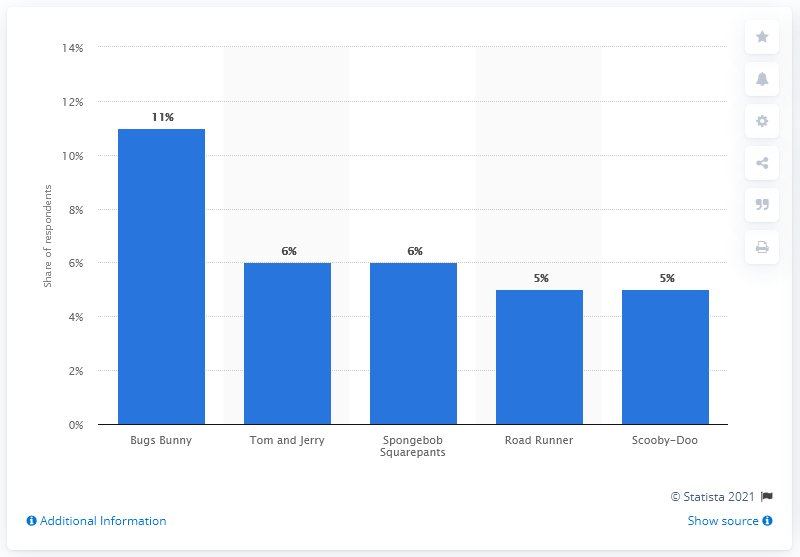 14%
12%
10%
8%
6%
4%
2%
0%
Share of respondents
11%
6%
6%
5%
5%
Bugs Bunny
Tom and Jerry
Spongebob
Squarepants
Road Runner
Scooby-Doo
© Statista 2021
Additional Information
Show source